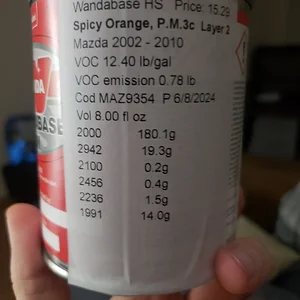 Wandabase HS Price: 15.29
Spicy Orange, P.M.3c Layer 2
Mazda 2002 - 2010
VOC 12.40 lb/gal
VOC emission 0.78 lb
Cod MAZ9354 P 6/8/2024
Vol 8.00 fl oz
2000 180.1g
2942 19.3g
2100 0.2g
2456 0.4g
2236 1.5g
1991 14.0g